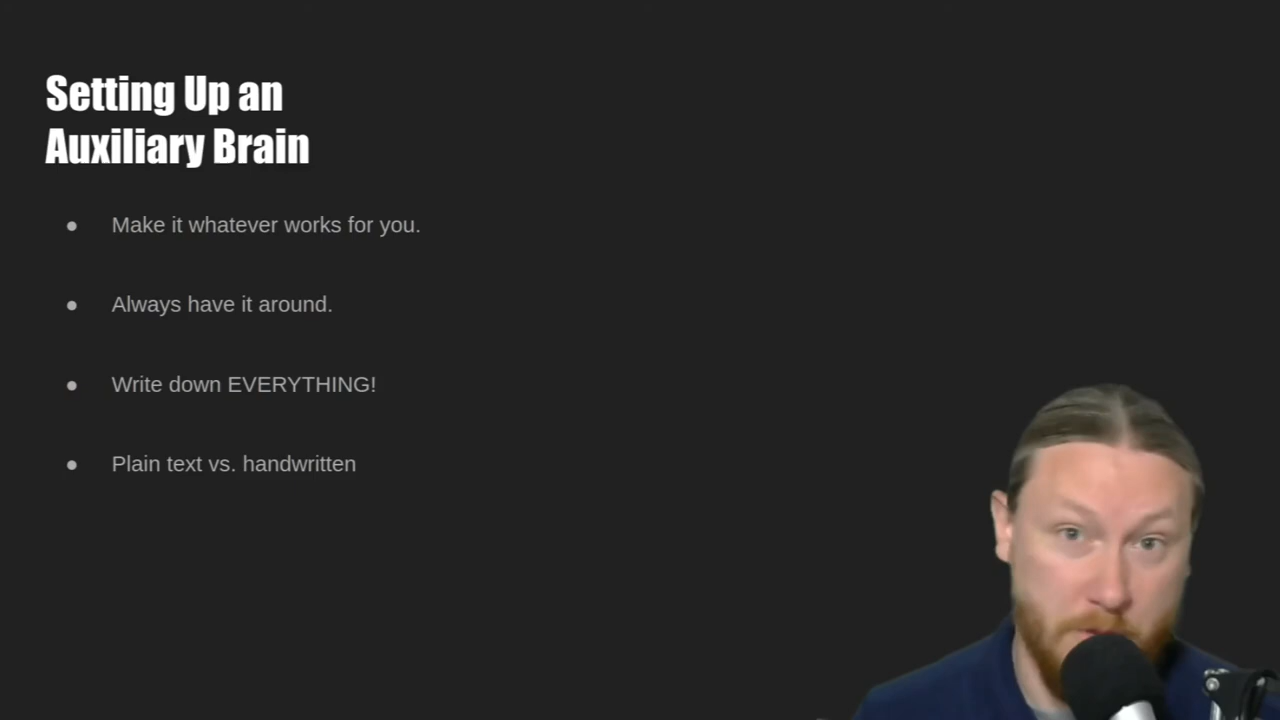 Setting Up an
Auxiliary Brain
● Make it whatever works for you.
● Always have it around.
● Write down EVERYTHING!
● Plain text vs. handwritten